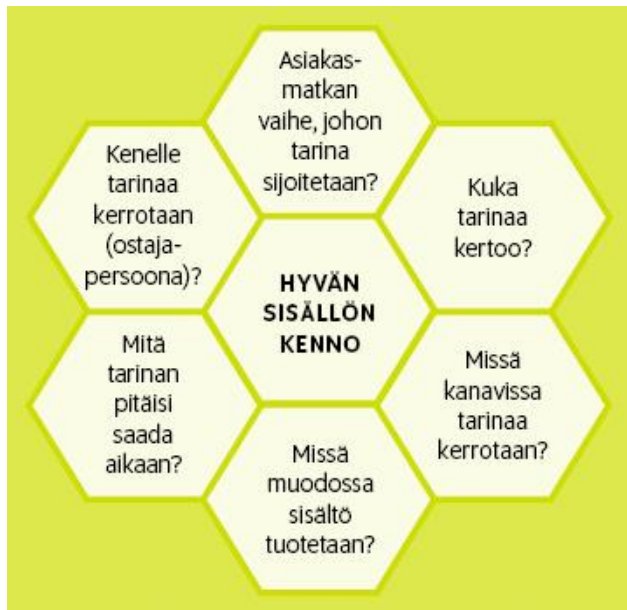 Asiakas-
matkan
vaihe, johon
tarina
sijoitetaan?
Kenelle
tarinaa
kerrotaan
(ostaja-
persoona)?
Kuka
tarinaa
kertoo?
HYVÄN
SISÄLLÖN
KENNO
Mitä
tarinan
pitäisi
saada
aikaan?
Missä
kanavissa
tarinaa
kerrotaan?
Missä
muodossa
sisältö
tuotetaan?